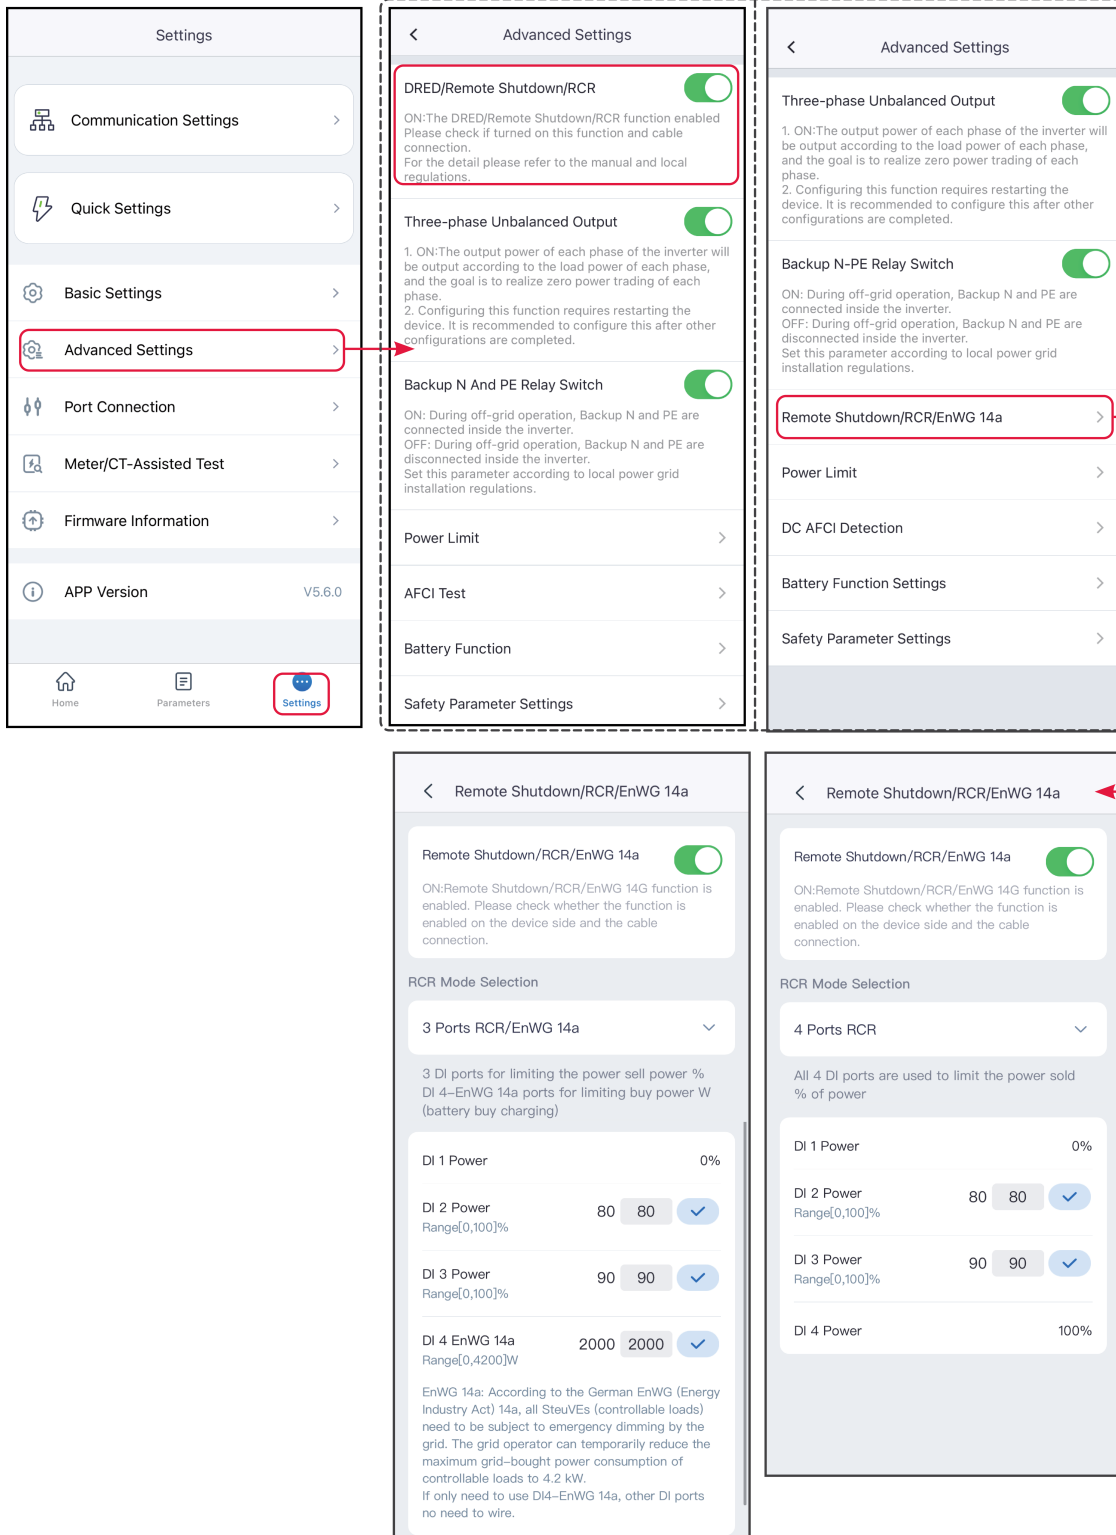 Settings
Communication Settings
Quick Settings
Basic Settings
Advanced Settings
Port Connection
Meter/CT-Assisted Test
Firmware Information
APP Version V5.6.0
Home Parameters Settings
Advanced Settings
DRED/Remote Shutdown/RCR
ON:The DRED/Remote Shutdown/RCR function enabled
Please check if turned on this function and cable
connection.
For the detail please refer to the manual and local
regulations.
Three-phase Unbalanced Output
1. ON:The output power of each phase of the inverter will
be output according to the load power of each phase,
and the goal is to realize zero power trading of each
phase.
2. Configuring this function requires restarting the
device. It is recommended to configure this after other
configurations are completed.
Backup N And PE Relay Switch
ON: During off-grid operation, Backup N and PE are
connected inside the inverter.
OFF: During off-grid operation, Backup N and PE are
disconnected inside the inverter.
Set this parameter according to local power grid
installation regulations.
Power Limit
AFCI Test
Battery Function
Safety Parameter Settings
Advanced Settings
Three-phase Unbalanced Output
1. ON:The output power of each phase of the inverter will
be output according to the load power of each phase,
and the goal is to realize zero power trading of each
phase.
2. Configuring this function requires restarting the
device. It is recommended to configure this after other
configurations are completed.
Backup N-PE Relay Switch
ON: During off-grid operation, Backup N and PE are
connected inside the inverter.
OFF: During off-grid operation, Backup N and PE are
disconnected inside the inverter.
Set this parameter according to local power grid
installation regulations.
Remote Shutdown/RCR/EnWG 14a
Power Limit
DC AFCI Detection
Battery Function Settings
Safety Parameter Settings
Remote Shutdown/RCR/EnWG 14a
Remote Shutdown/RCR/EnWG 14a
ON:Remote Shutdown/RCR/EnWG 14G function is
enabled. Please check whether the function is
enabled on the device side and the cable
connection.
RCR Mode Selection
3 Ports RCR/EnWG 14a
3 DI ports for limiting the power sell power %
DI 4-EnWG 14a ports for limiting buy power W
(battery buy charging)
DI 1 Power 0%
DI 2 Power 80 80
Range[0,100]%
DI 3 Power 90 90
Range[0,100]%
DI 4 EnWG 14a 2000 2000
Range[0,4200]W
EnWG 14a: According to the German EnWG (Energy
Industry Act) 14a, all SteuVEs (controllable loads)
need to be subject to emergency dimming by the
grid. The grid operator can temporarily reduce the
maximum grid-bought power consumption of
controllable loads to 4.2 kW.
If only need to use DI4-EnWG 14a, other DI ports
no need to wire.
Remote Shutdown/RCR/EnWG 14a
Remote Shutdown/RCR/EnWG 14a
ON:Remote Shutdown/RCR/EnWG 14G function is
enabled. Please check whether the function is
enabled on the device side and the cable
connection.
RCR Mode Selection
4 Ports RCR
All 4 DI ports are used to limit the power sold
% of power
DI 1 Power 0%
DI 2 Power 80 80
Range[0,100]%
DI 3 Power 90 90
Range[0,100]%
DI 4 Power 100%